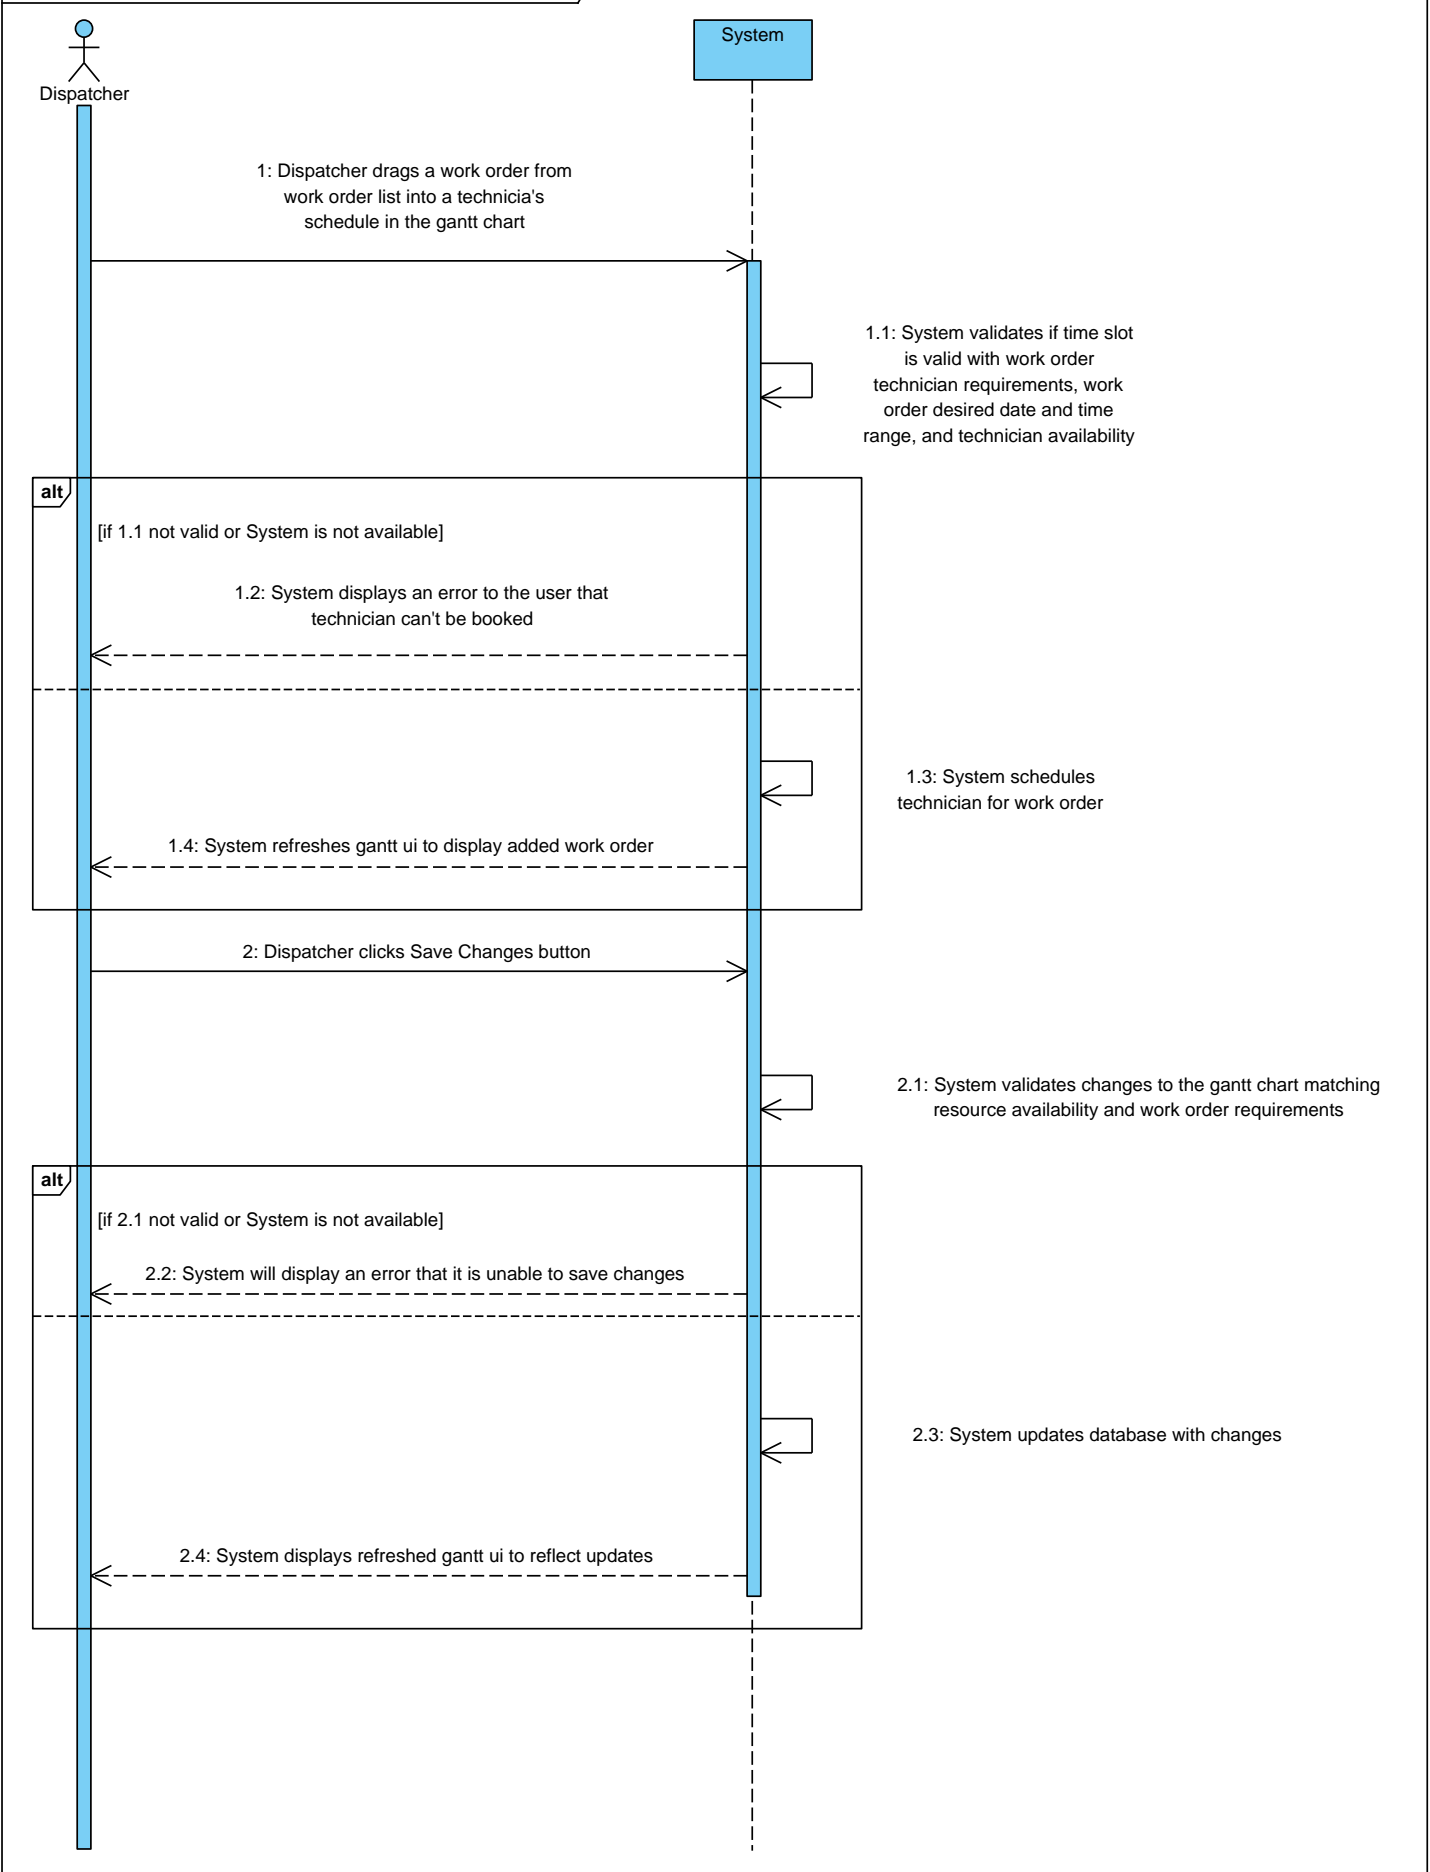 System
Dispatcher
1: Dispatcher drags a work order from
work order list into a technicia's
schedule in the gantt chart
1.1: System validates if time slot
is valid with work order
technician requirements, work
order desired date and time
range, and technician availability
alt
[if 1.1 not valid or System is not available]
1.2: System displays an error to the user that
technician can't be booked
1.3: System schedules
technician for work order
1.4: System refreshes gantt ui to display added work order
2: Dispatcher clicks Save Changes button
2.1: System validates changes to the gantt chart matching
resource availability and work order requirements
alt
[if 2.1 not valid or System is not available]
2.2: System will display an error that it is unable to save changes
2.3: System updates database with changes
2.4: System displays refreshed gantt ui to reflect updates